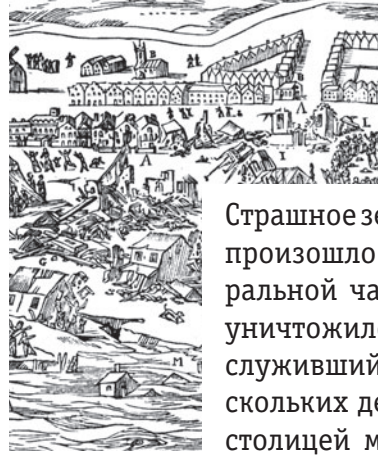 Страшное зе
произошло
ральной ча
уничтожил
служивший
скольких де
столицей м